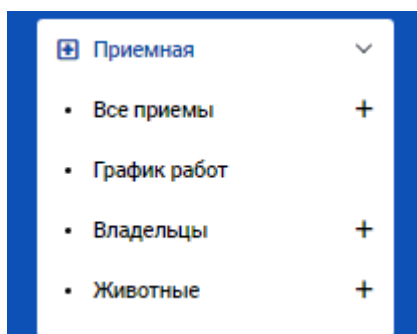 Приемная
Все приемы
График работ
Владельцы
Животные